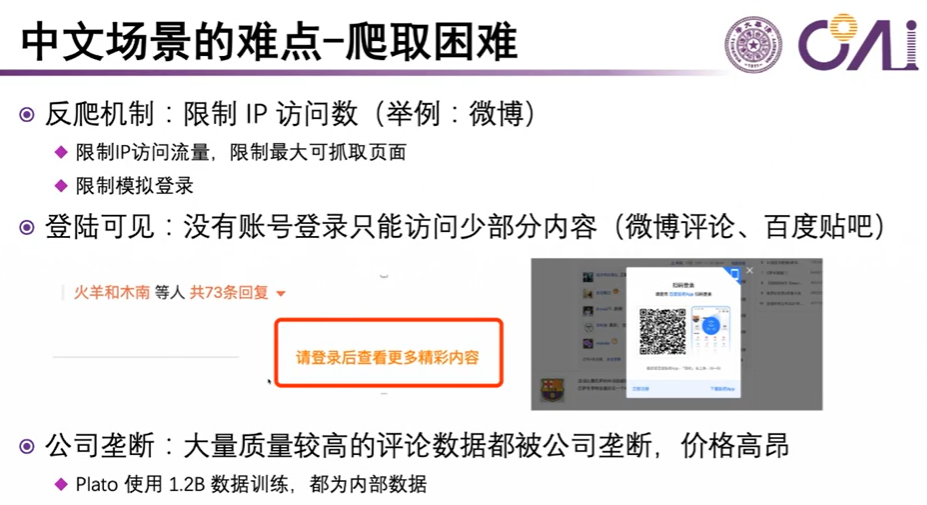 中文场景的难点-爬取困难
反爬机制：限制 IP 访问数（举例：微博）
限制IP访问流量，限制最大可抓取页面
限制模拟登录
登陆可见：没有账号登录只能访问少部分内容（微博评论、百度贴吧）
火羊和木南 等人 共73条回复
请登录后查看更多精彩内容
扫码登录
公司垄断：大量质量较高的评论数据都被公司垄断，价格高昂
Plato 使用 1.2B 数据训练，都为内部数据